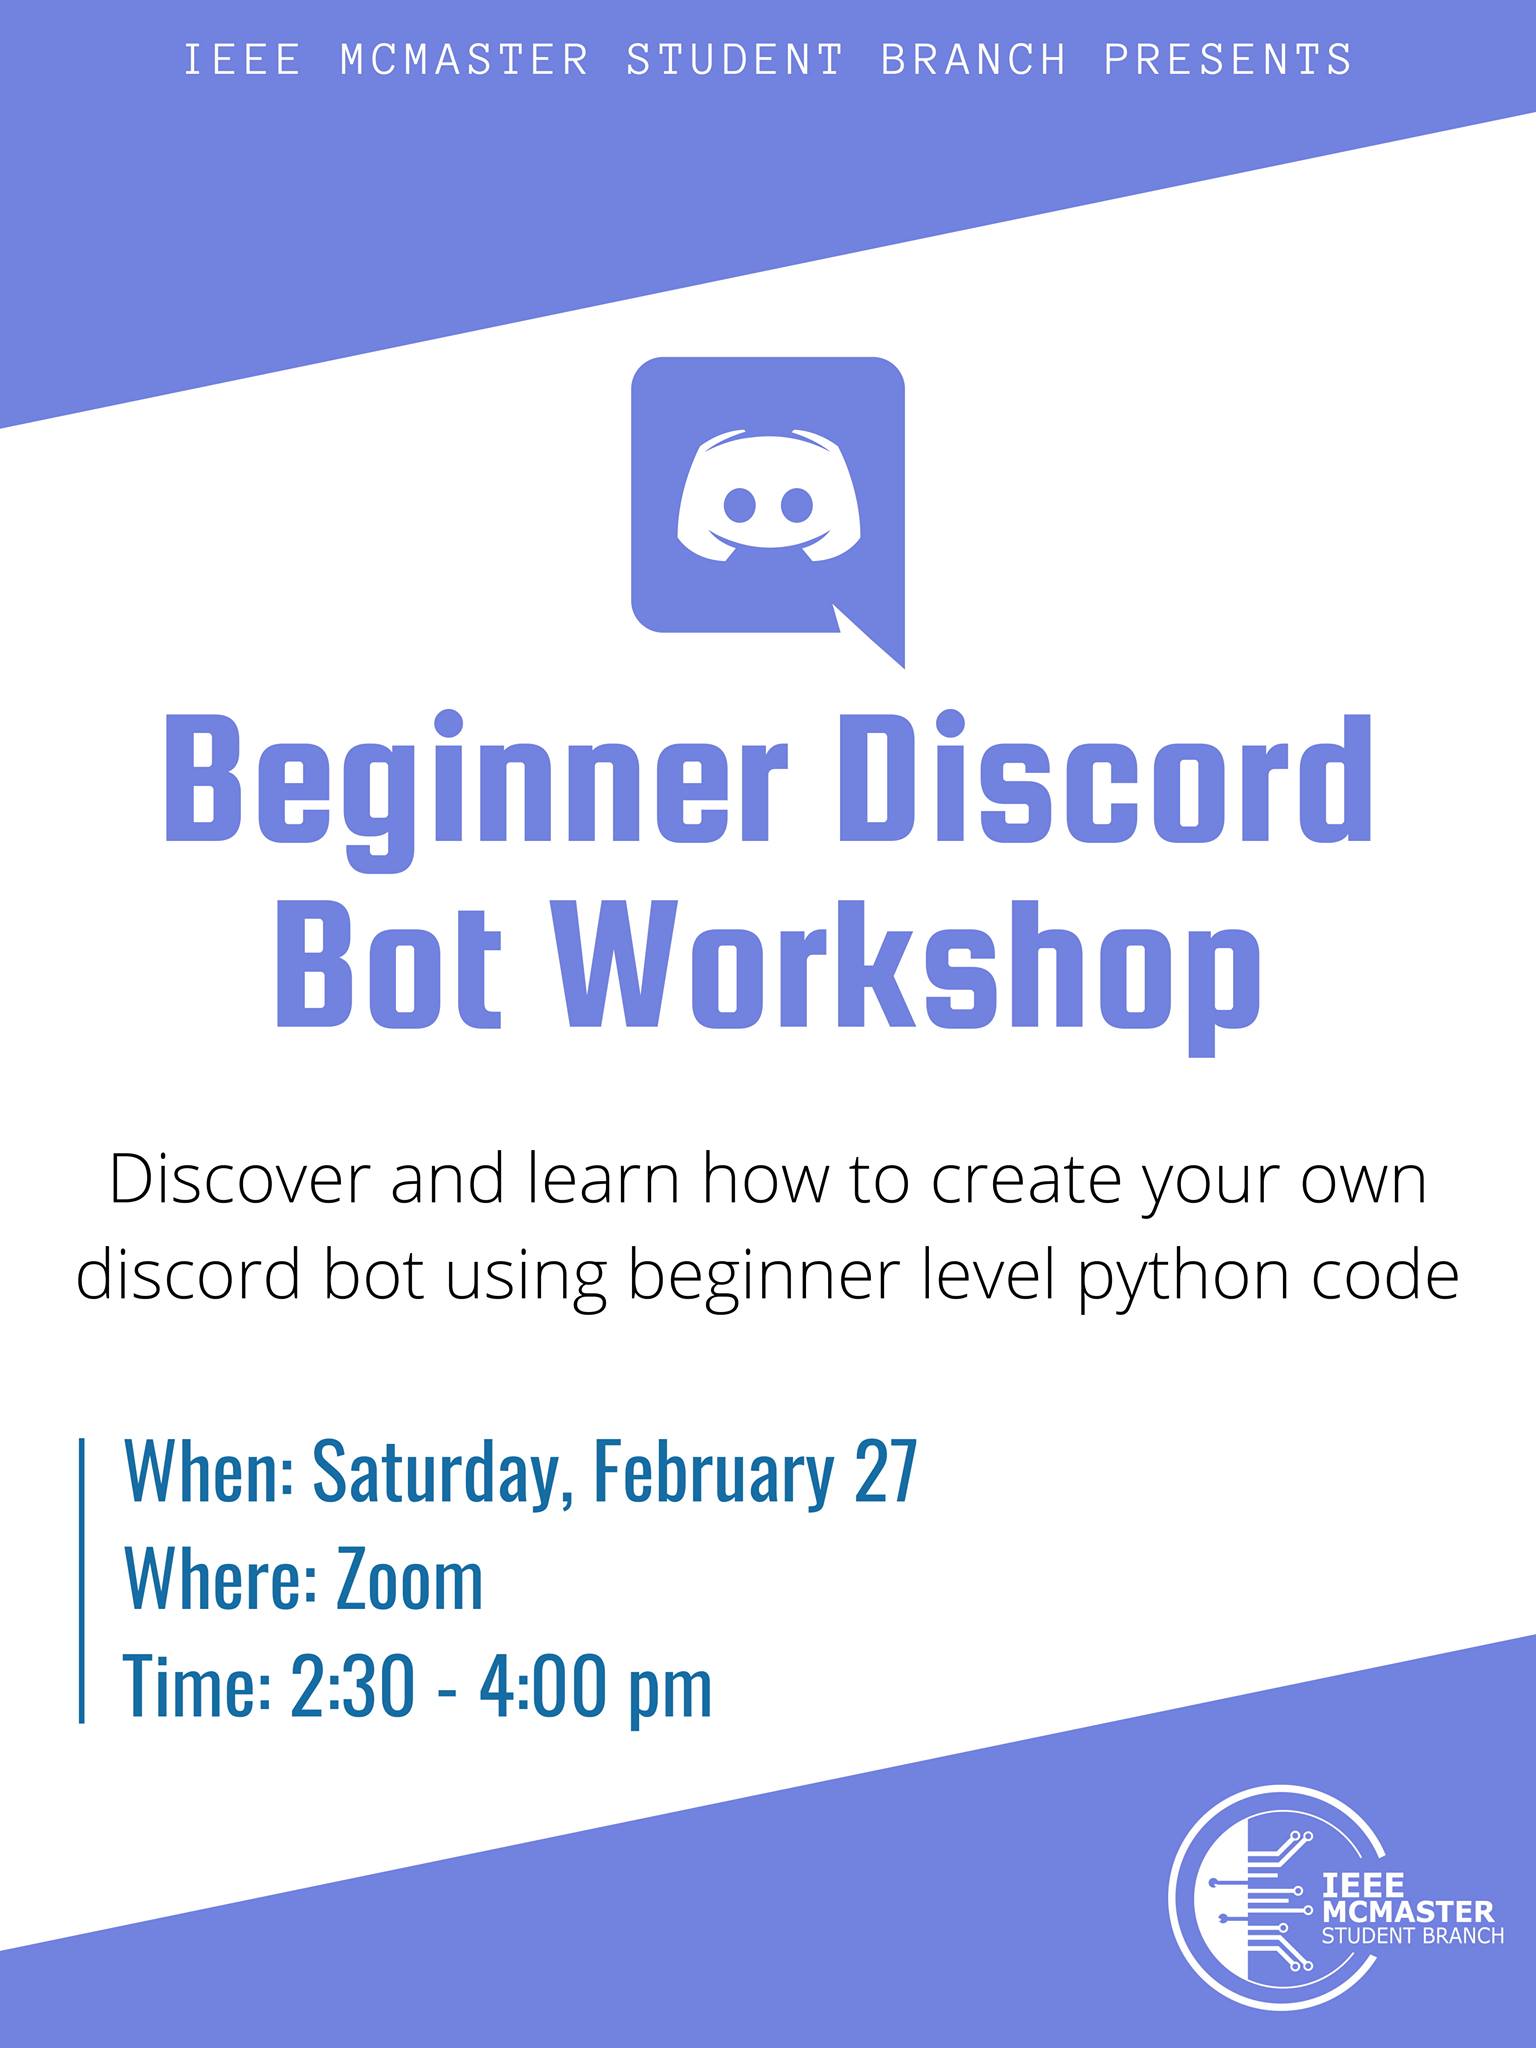 IEEE MCMASTER STUDENT BRANCH PRESENTS
Beginner Discord
Bot Workshop
Discover and learn how to create your own
discord bot using beginner level python code
When: Saturday, February 27
Where: Zoom
Time: 2:30 - 4:00 pm
IEEE
MCMASTER
STUDENT BRANCH